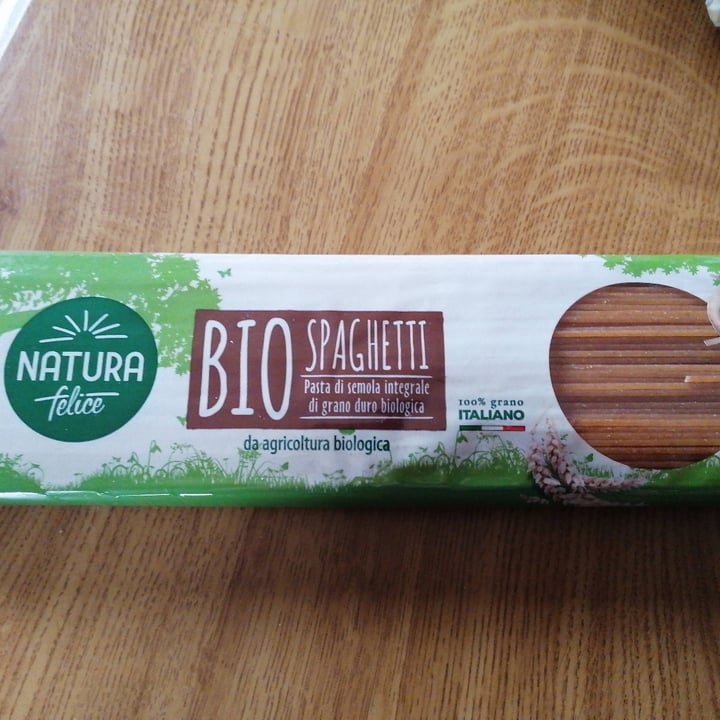 NATURA
felice
BIO
SPAGHETTI
Pasta di semola integrale
di grano duro biologica
da agricoltura biologica
100% grano
ITALIANO